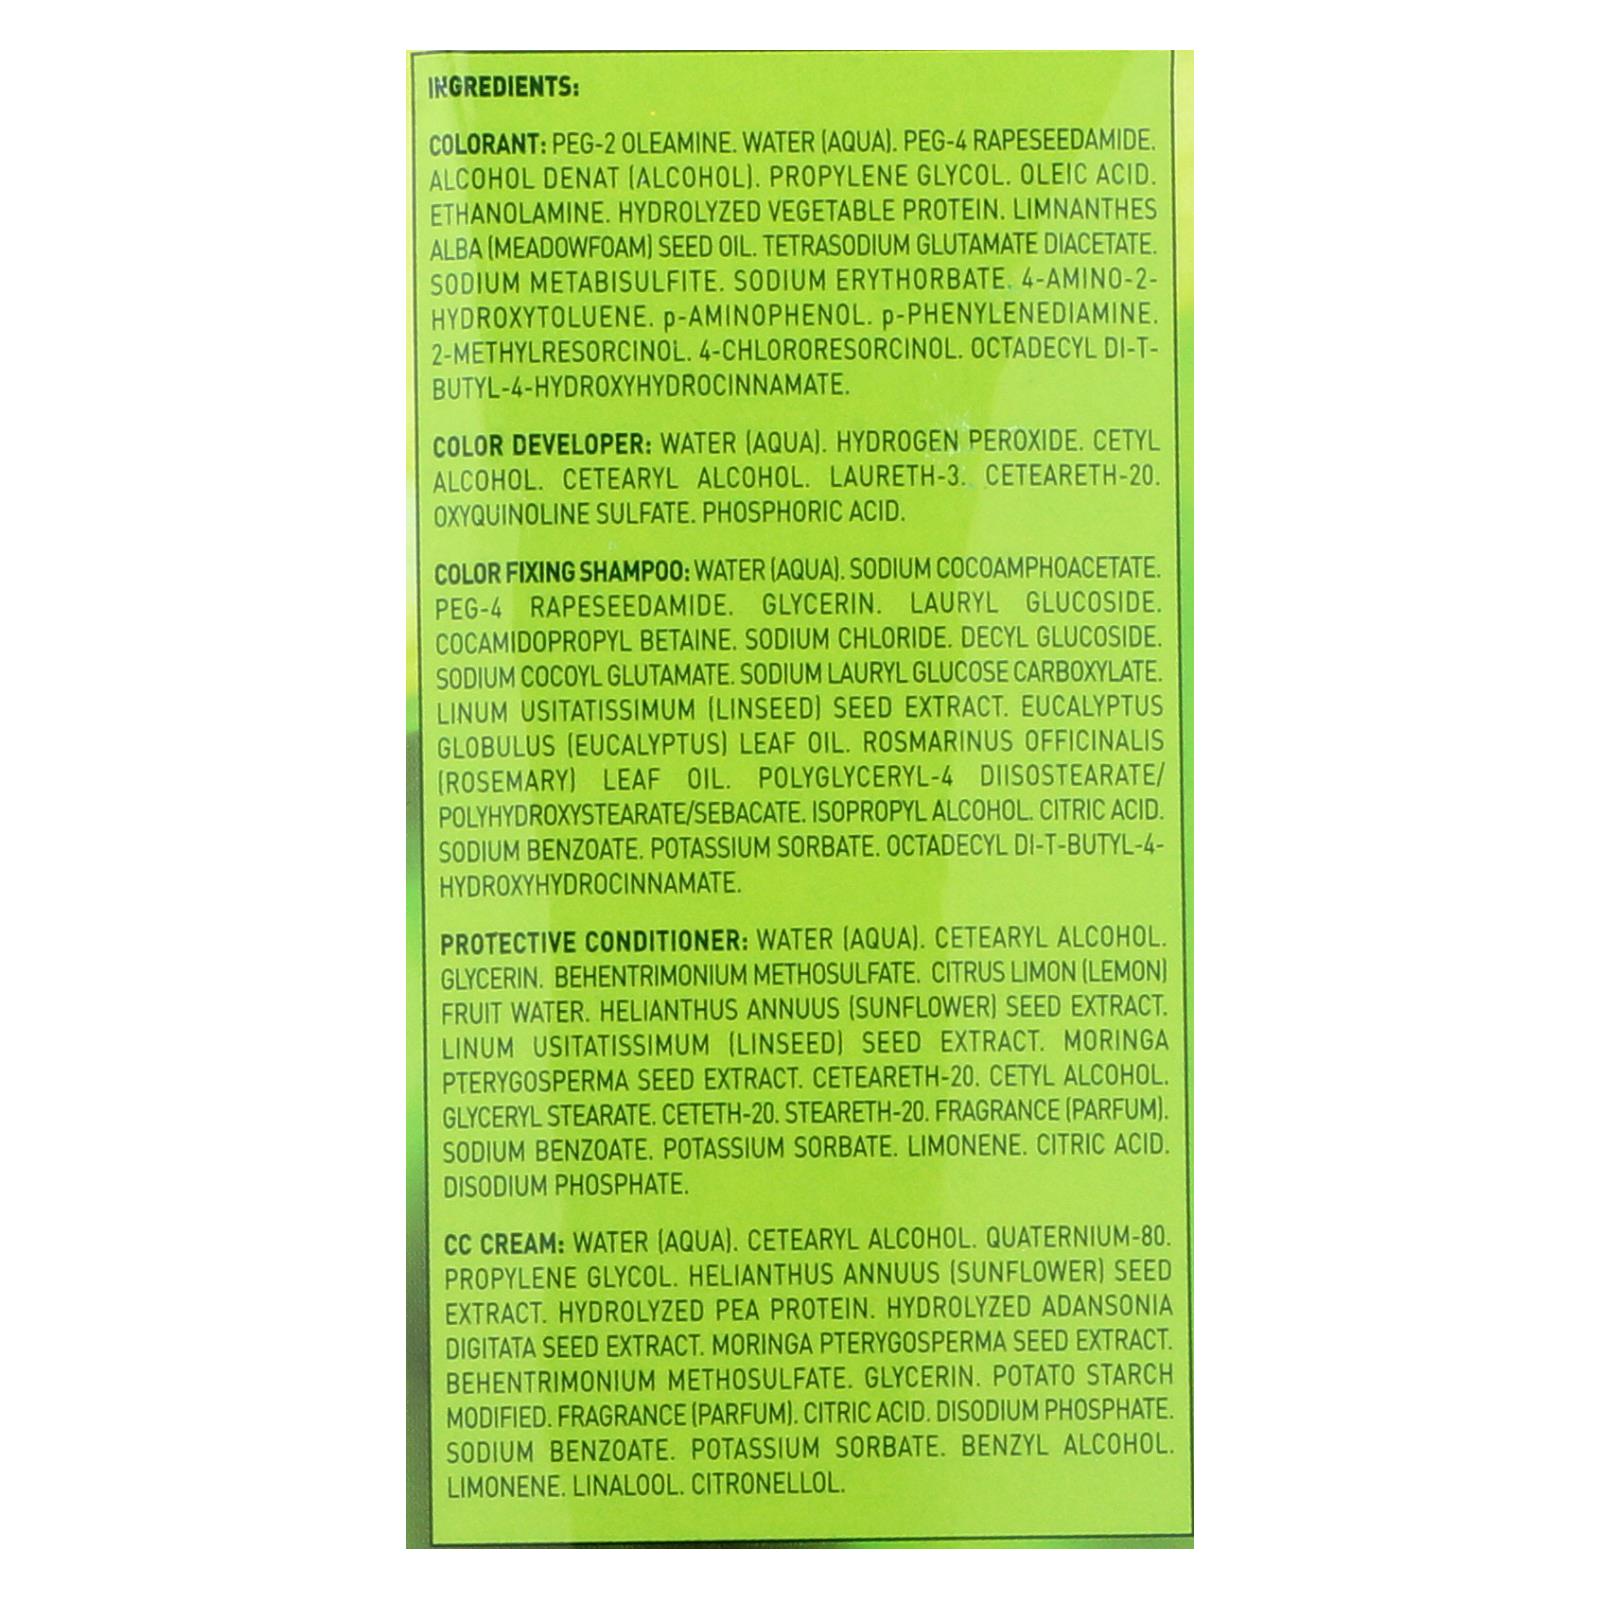 INGREDIENTS:
COLORANT: PEG-2 OLEAMINE. WATER (AQUA). PEG-4 RAPESEEDAMIDE.
ALCOHOL DENAT (ALCOHOL). PROPYLENE GLYCOL. OLEIC ACID.
ETHANOLAMINE. HYDROLYZED VEGETABLE PROTEIN. LIMNANTHES
ALBA (MEADOWFOAM) SEED OIL. TETRASODIUM GLUTAMATE DIACETATE.
SODIUM METABISULFITE. SODIUM ERYTHORBATE. 4-AMINO-2-
HYDROXYTOLUENE. p-AMINOPHENOL. p-PHENYLENEDIAMINE.
2-METHYLRESORCINOL. 4-CHLORORESORCINOL. OCTADECYL DI-T-
BUTYL-4-HYDROXYHYDROCINNAMATE.
COLOR DEVELOPER: WATER (AQUA). HYDROGEN PEROXIDE. CETYL
ALCOHOL. CETEARYL ALCOHOL. LAURETH-3. CETEARETH-20.
OXYQUINOLINE SULFATE. PHOSPHORIC ACID.
COLOR FIXING SHAMPOO: WATER (AQUA). SODIUM COCOAMPHOACETATE.
PEG-4 RAPESEEDAMIDE. GLYCERIN. LAURYL GLUCOSIDE.
COCAMIDOPROPYL BETAINE. SODIUM CHLORIDE. DECYL GLUCOSIDE.
SODIUM COCOYL GLUTAMATE. SODIUM LAURYL GLUCOSE CARBOXYLATE.
LINUM USITATISSIMUM (LINSEED) SEED EXTRACT. EUCALYPTUS
GLOBULUS (EUCALYPTUS) LEAF OIL. ROSMARINUS OFFICINALIS
(ROSEMARY) LEAF OIL. POLYGLYCERYL-4 DIISOSTEARATE/
POLYHYDROXYSTEARATE/SEBACATE. ISOPROPYL ALCOHOL. CITRIC ACID.
SODIUM BENZOATE. POTASSIUM SORBATE. OCTADECYL DI-T-BUTYL-4-
HYDROXYHYDROCINNAMATE.
PROTECTIVE CONDITIONER: WATER (AQUA). CETEARYL ALCOHOL.
GLYCERIN. BEHENTRIMONIUM METHOSULFATE. CITRUS LIMON (LEMON)
FRUIT WATER. HELIANTHUS ANNUUS (SUNFLOWER) SEED EXTRACT.
LINUM USITATISSIMUM (LINSEED) SEED EXTRACT. MORINGA
PTERYGOSPERMA SEED EXTRACT. CETEARETH-20. CETYL ALCOHOL.
GLYCERYL STEARATE. CETETH-20. STEARETH-20. FRAGRANCE (PARFUM).
SODIUM BENZOATE. POTASSIUM SORBATE. LIMONENE. CITRIC ACID.
DISODIUM PHOSPHATE.
CC CREAM: WATER (AQUA). CETEARYL ALCOHOL. QUATERNIUM-80.
PROPYLENE GLYCOL. HELIANTHUS ANNUUS (SUNFLOWER) SEED
EXTRACT. HYDROLYZED PEA PROTEIN. HYDROLYZED ADANSONIA
DIGITATA SEED EXTRACT. MORINGA PTERYGOSPERMA SEED EXTRACT.
BEHENTRIMONIUM METHOSULFATE. GLYCERIN. POTATO STARCH
MODIFIED. FRAGRANCE (PARFUM). CITRIC ACID. DISODIUM PHOSPHATE.
SODIUM BENZOATE. POTASSIUM SORBATE. BENZYL ALCOHOL.
LIMONENE. LINALOOL. CITRONELLOL.